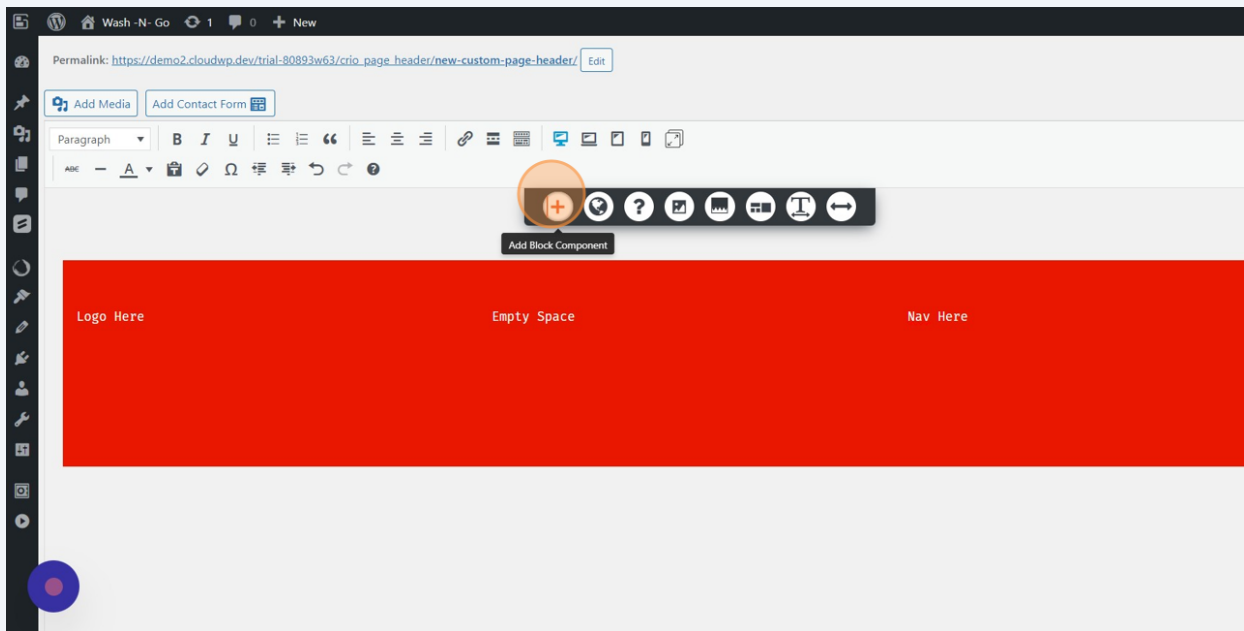 Wash -N- Go 1 0 New
Permalink: https://demo2.cloudwp.dev/trial-80893w63/crio_page_header/new-custom-page-header/ Edit
Add Media Add Contact Form
Paragraph B I U
ABE A Ω
Add Block Component
Logo Here Empty Space Nav Here